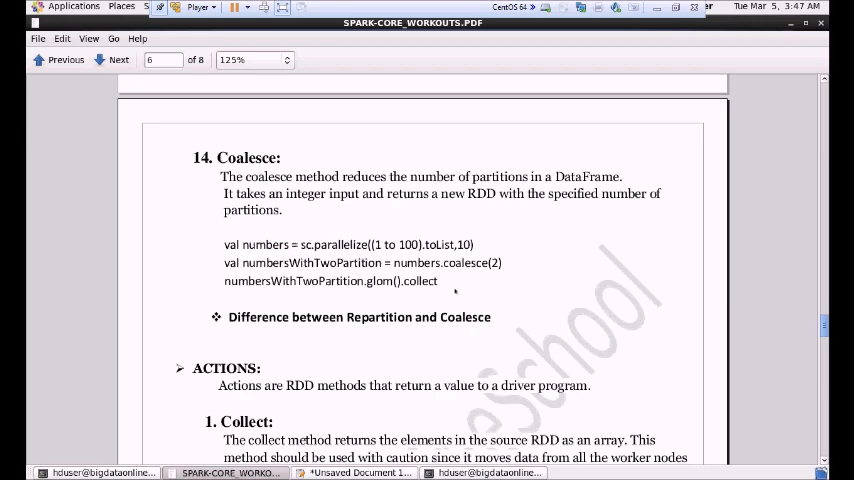 Applications Places S
Player
CentOS 64
er
Tue Mar 5, 3:47 AM
SPARK-CORE_WORKOUTS.PDF
File Edit View Go Help
Previous Next 6 of 8 125%
14. Coalesce:
The coalesce method reduces the number of partitions in a DataFrame.
It takes an integer input and returns a new RDD with the specified number of
partitions.
val numbers = sc.parallelize((1 to 100).toList,10)
val numbersWithTwoPartition = numbers.coalesce(2)
numbersWithTwoPartition.glom().collect
❖ Difference between Repartition and Coalesce
➢ ACTIONS:
Actions are RDD methods that return a value to a driver program.
1. Collect:
The collect method returns the elements in the source RDD as an array. This
method should be used with caution since it moves data from all the worker nodes
eSchool
hduser@bigdataonline... SPARK-CORE_WORKO... *Unsaved Document 1... hduser@bigdataonline...